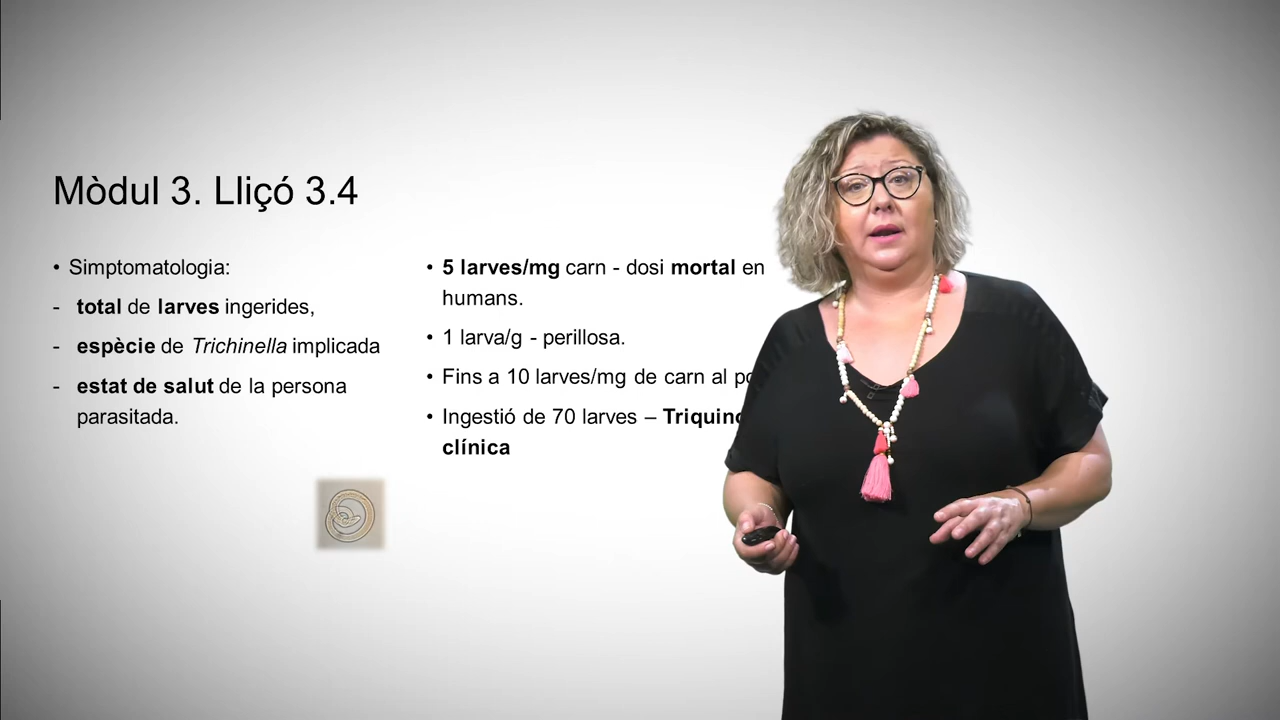 Mòdul 3. Lliçó 3.4
• Simptomatologia:
- total de larves ingerides,
- espècie de Trichinella implicada
- estat de salut de la persona
parasitada.
• 5 larves/mg carn - dosi mortal en
humans.
• 1 larva/g - perillosa.
• Fins a 10 larves/mg de carn al
• Ingestió de 70 larves –
clínica